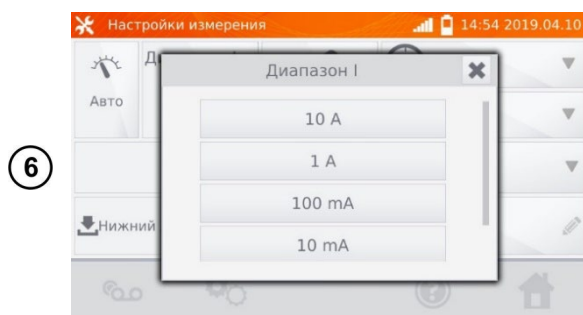 Настройки измерения 14:54 2019.04.10
Диапазон I
Авто
10 A
1 A
6
100 mA
Нижний
10 mA